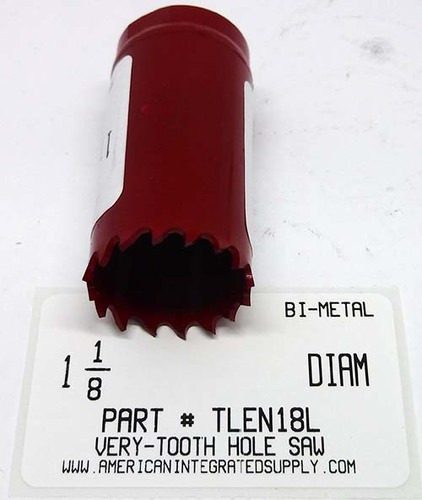 BI-METAL
1 1/8 DIAM
PART # TLEN18L
VERY-TOOTH HOLE SAW
WWW.AMERICANINTEGRATEDSUPPLY.COM